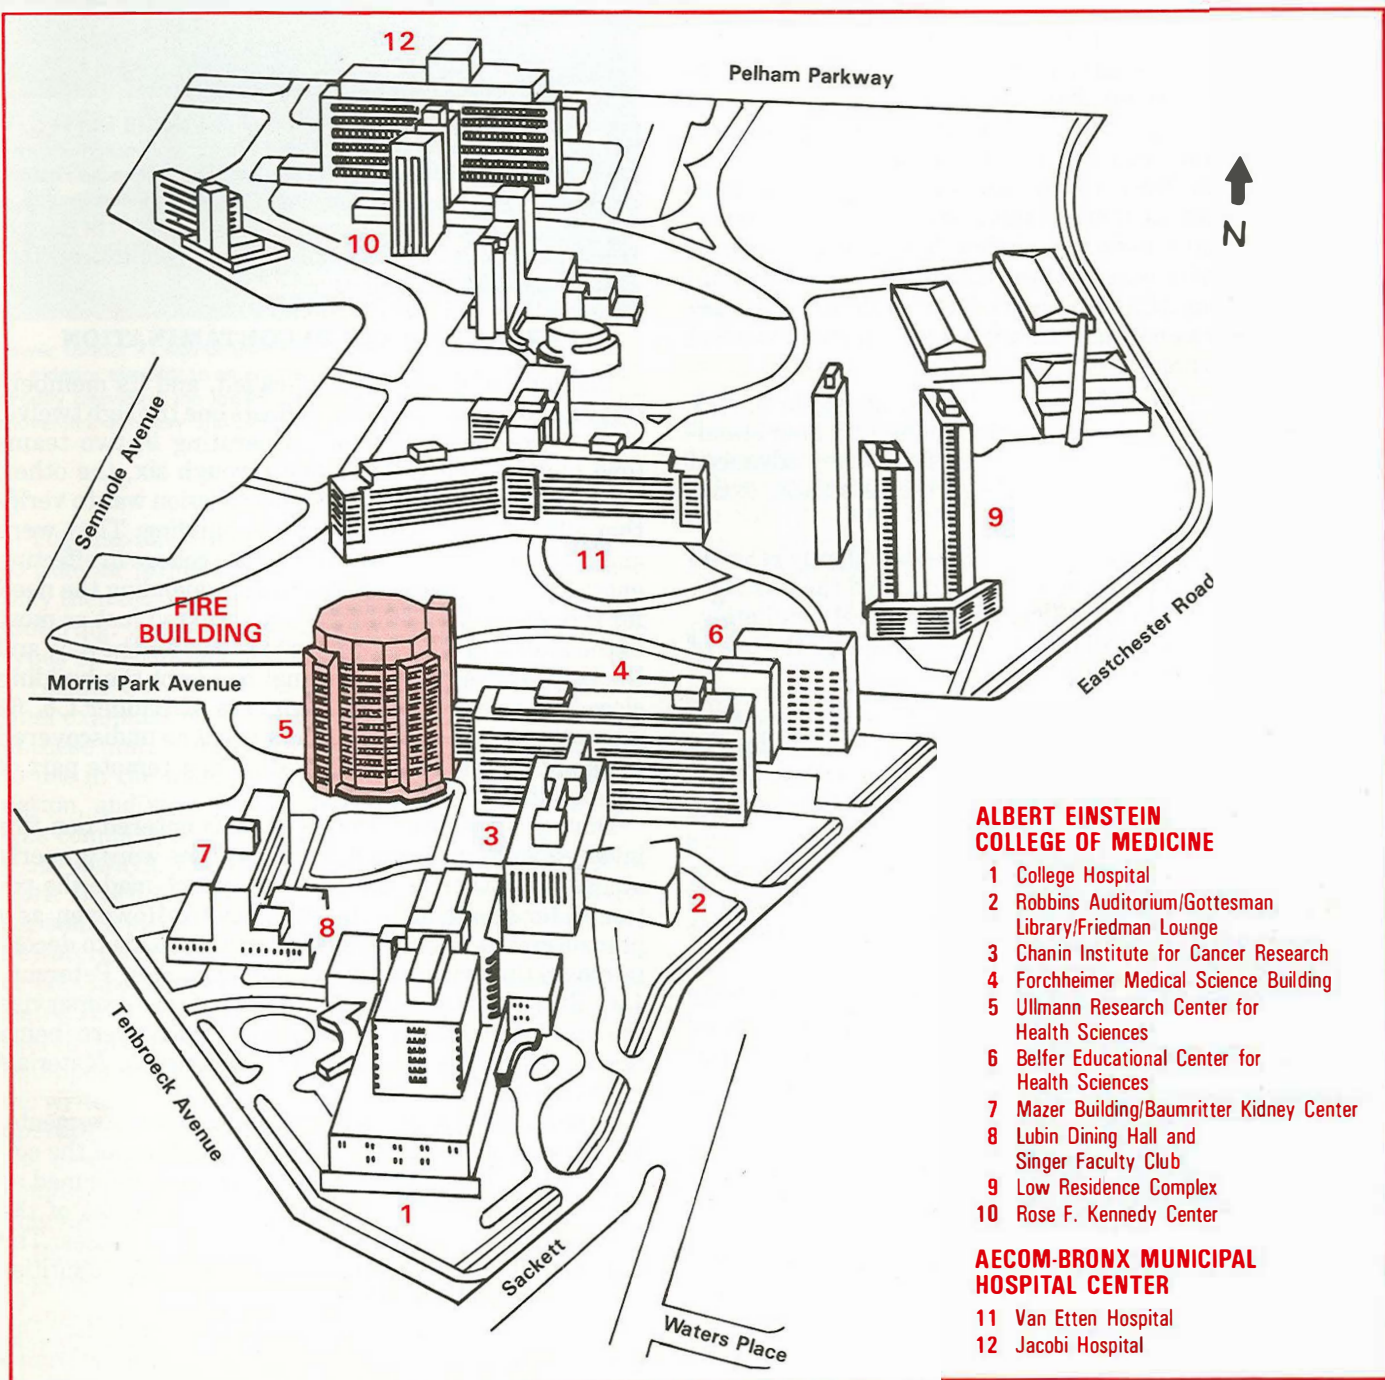 12
Pelham Parkway
N
10
Seminole Avenue
9
11
Eastchester Road
FIRE
BUILDING
6
4
Morris Park Avenue
5
3
7
2
8
Tenbroeck Avenue
1
Sackett
Waters Place
ALBERT EINSTEIN
COLLEGE OF MEDICINE
1 College Hospital
2 Robbins Auditorium/Gottesman
Library/Friedman Lounge
3 Chanin Institute for Cancer Research
4 Forchheimer Medical Science Building
5 Ullmann Research Center for
Health Sciences
6 Belfer Educational Center for
Health Sciences
7 Mazer Building/Baumritter Kidney Center
8 Lubin Dining Hall and
Singer Faculty Club
9 Low Residence Complex
10 Rose F. Kennedy Center
AECOM-BRONX MUNICIPAL
HOSPITAL CENTER
11 Van Etten Hospital
12 Jacobi Hospital